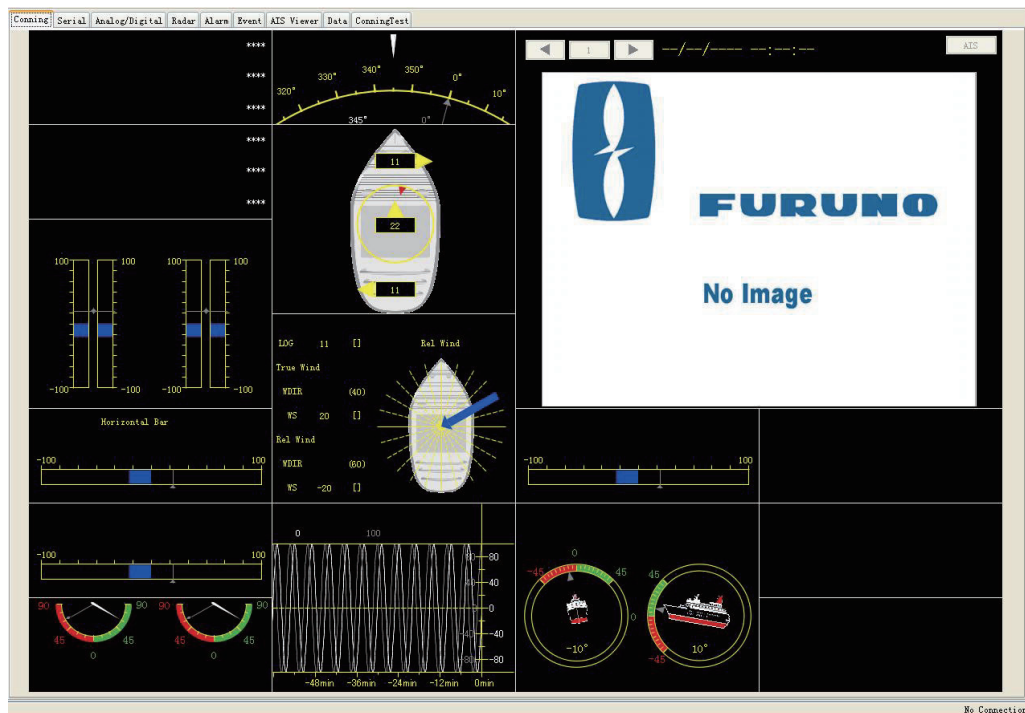 Conning Serial Analog/Digital Radar Alarm Event AIS Viewer Data ConningTest
****
****
****
****
****
****
320° 330° 340° 350° 0° 10°
345° 0°
11
22
11
1 --/--/---- --:--:-- AIS
FURUNO
No Image
100 100 100 100
-100 -100 -100 -100
LOG 11 [] Rel Wind
True Wind
WDIR (40)
WS 20 []
Rel Wind
WDIR (60)
WS -20 []
Horizontal Bar
-100 100
-100 100
-100 100
90 90 90 90
45 45 45 45
0 0
0 100
80 80
40 40
0 0
-40 -40
-80 -80
-48min -36min -24min -12min 0min
0
-45 45
-10°
45
0
-45
10°
No Connection